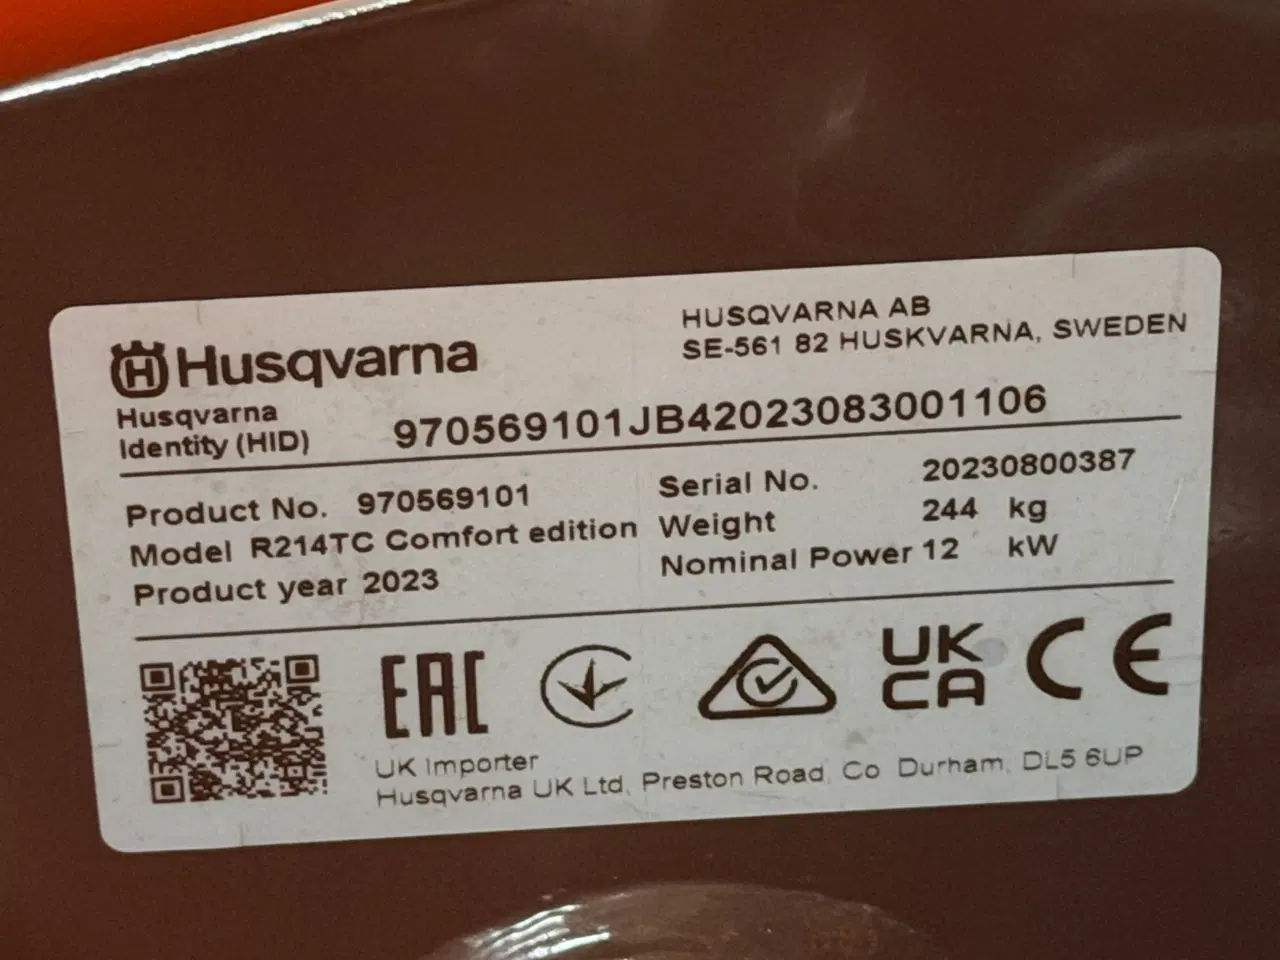 Husqvarna
HUSQVARNA AB
SE-561 82 HUSKVARNA, SWEDEN
Husqvarna
Identity (HID) 970569101JB42023083001106
Product No. 970569101
Model R214TC Comfort edition
Product year 2023
Serial No. 20230800387
Weight 244 kg
Nominal Power 12 kW
EAC
UK
CA
CE
UK Importer
Husqvarna UK Ltd, Preston Road, Co Durham, DL5 6UP